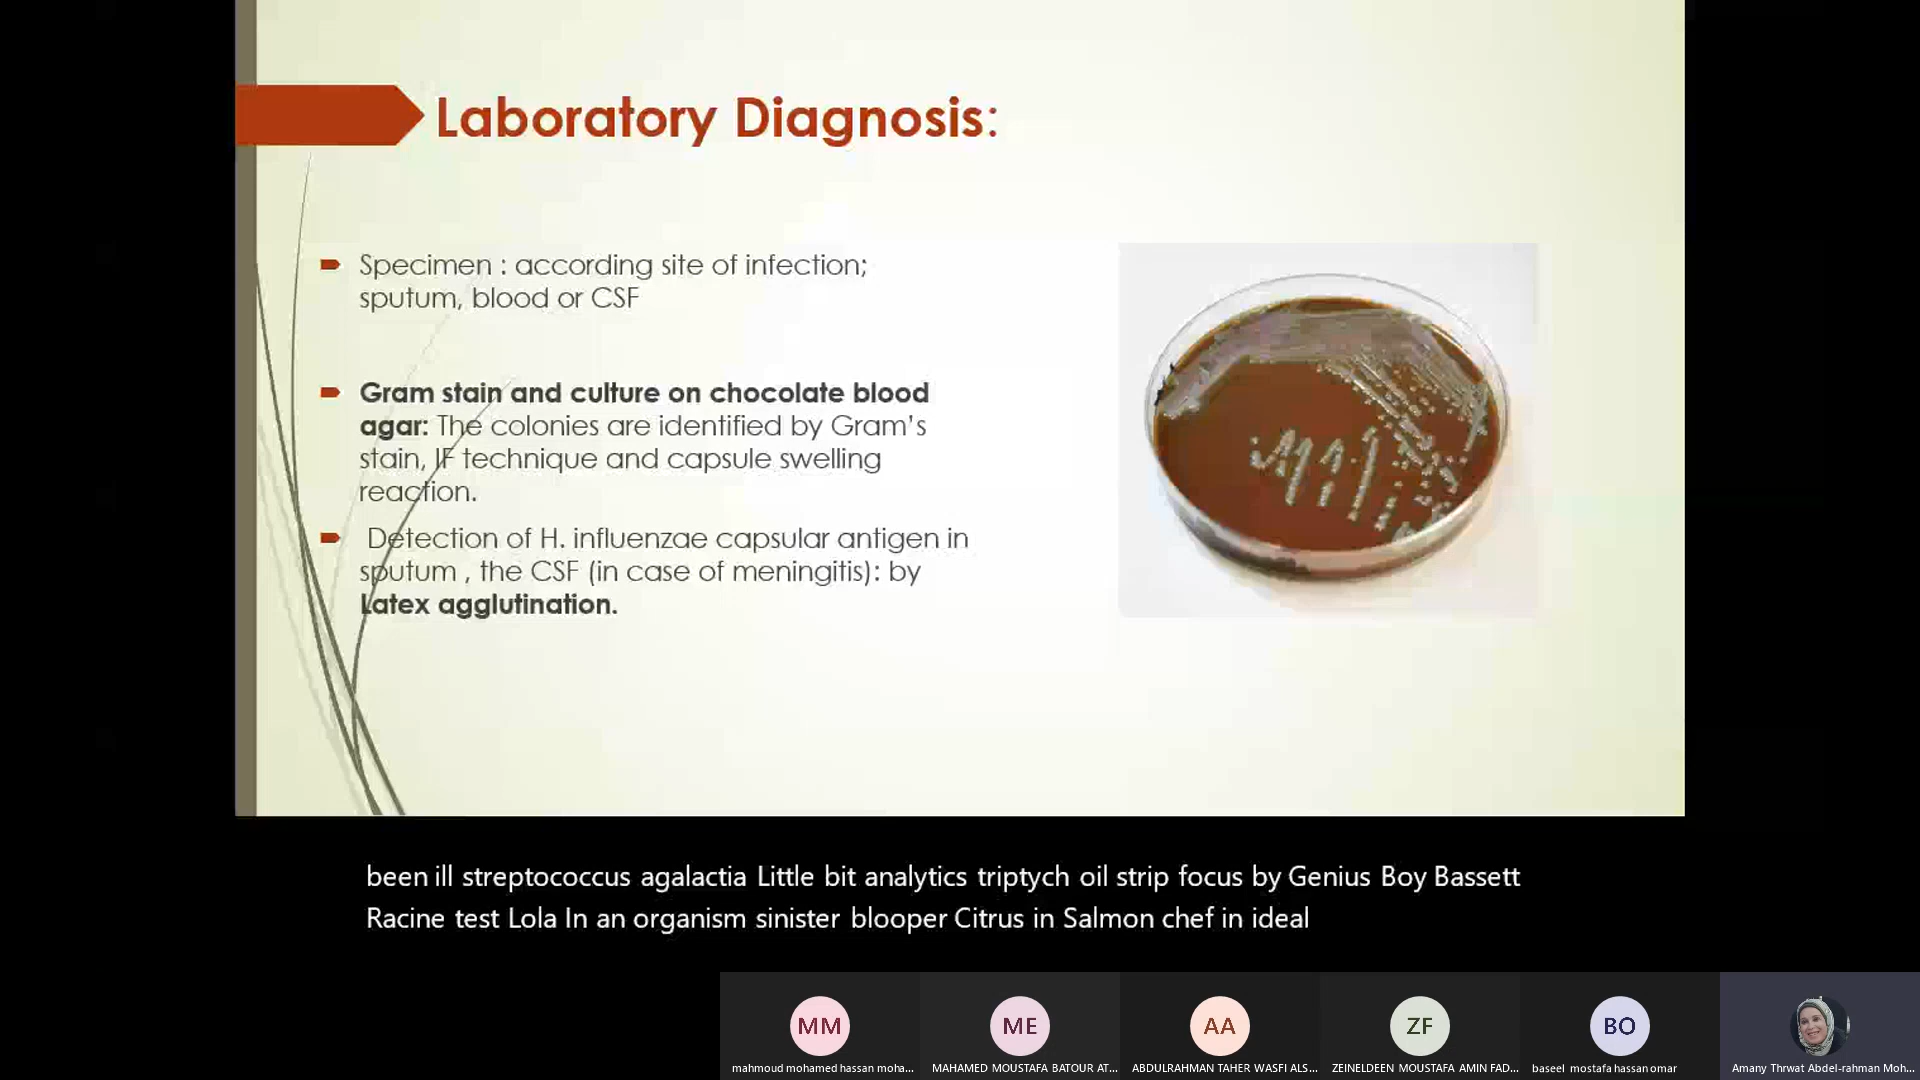 Laboratory Diagnosis:
Specimen : according site of infection;
sputum, blood or CSF
Gram stain and culture on chocolate blood
agar: The colonies are identified by Gram's
stain, IF technique and capsule swelling
reaction.
Detection of H. influenzae capsular antigen in
sputum , the CSF (in case of meningitis): by
Latex agglutination.
been ill streptococcus agalactia Little bit analytics triptych oil strip focus by Genius Boy Bassett
Racine test Lola In an organism sinister blooper Citrus in Salmon chef in ideal
MM
ME
AA
ZF
BO
mahmoud mohamed hassan moha...
MAHAMED MOUSTAFA BATOUR AT...
ABDULRAHMAN TAHER WASFI ALS...
ZEINELDEEN MOUSTAFA AMIN FAD...
baseel mostafa hassan omar
Amany Thrwat Abdel-rahman Moh...